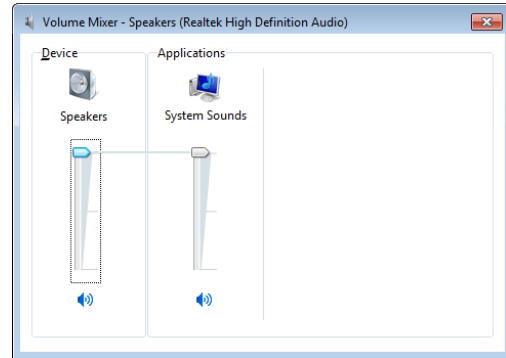 Volume Mixer - Speakers (Realtek High Definition Audio)
Device
Applications
Speakers
System Sounds